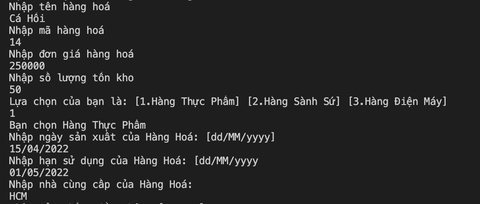 Nhập tên hàng hoá
Cá Hồi
Nhập mã hàng hoá
14
Nhập đơn giá hàng hoá
250000
Nhập số lượng tồn kho
50
Lựa chọn của bạn là: [1.Hàng Thực Phẩm] [2.Hàng Sành Sứ] [3.Hàng Điện Máy]
1
Bạn chọn Hàng Thực Phẩm
Nhập ngày sản xuất của Hàng Hoá: [dd/MM/yyyy]
15/04/2022
Nhập hạn sử dụng của Hàng Hoá: [dd/MM/yyyy
01/05/2022
Nhập nhà cùng cấp của Hàng Hoá:
HCM